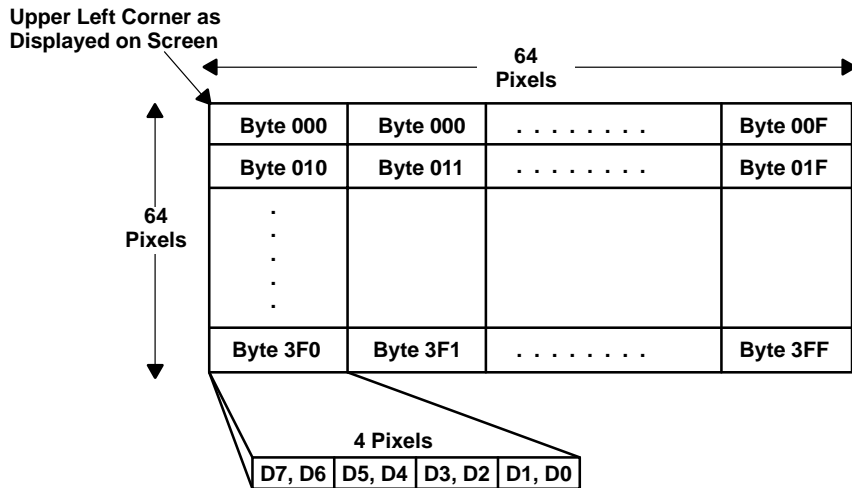 Upper Left Corner as
Displayed on Screen
64
Pixels
Byte 000 Byte 000 . . . . . . . . Byte 00F
Byte 010 Byte 011 . . . . . . . . Byte 01F
64
Pixels
.
.
.
.
.
Byte 3F0 Byte 3F1 . . . . . . . . Byte 3FF
4 Pixels
D7, D6 D5, D4 D3, D2 D1, D0